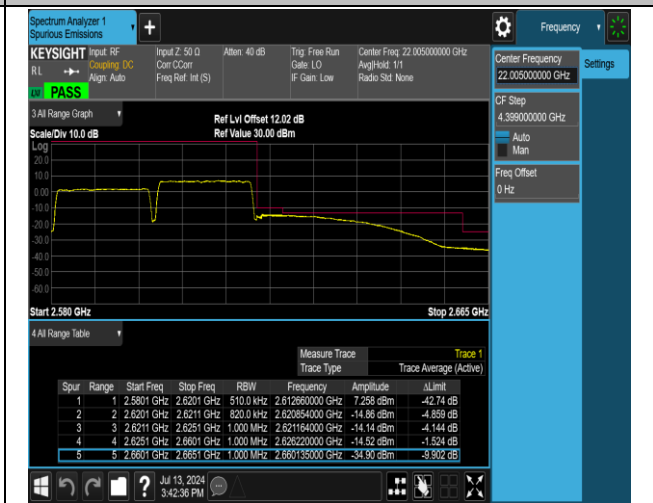 Spectrum Analyzer 1
Spurious Emissions
+
Frequency
KEYSIGHT Input: RF Input Z: 50 Ω Atten: 40 dB Trig: Free Run Center Freq: 22.005000000 GHz
RL Coupling: DC Corr CCorr Gate: LO Avg|Hold: 1/1
Align: Auto Freq Ref: Int (S) IF Gain: Low Radio Std: None
PASS
Center Frequency
22.005000000 GHz
Settings
CF Step
4.399000000 GHz
Auto
Man
Freq Offset
0 Hz
3 All Range Graph
Ref Lvl Offset 12.02 dB
Scale/Div 10.0 dB Ref Value 30.00 dBm
Log
20.0
10.0
0.00
-10.0
-20.0
-30.0
-40.0
-50.0
-60.0
Start 2.580 GHz Stop 2.665 GHz
4 All Range Table
Measure Trace Trace 1
Trace Type Trace Average (Active)
Spur Range Start Freq Stop Freq RBW Frequency Amplitude ΔLimit
1 1 2.5801 GHz 2.6201 GHz 510.0 kHz 2.612660000 GHz 7.258 dBm -42.74 dB
2 2 2.6201 GHz 2.6211 GHz 820.0 kHz 2.620854000 GHz -14.86 dBm -4.859 dB
3 3 2.6211 GHz 2.6251 GHz 1.000 MHz 2.621164000 GHz -14.14 dBm -4.144 dB
4 4 2.6251 GHz 2.6601 GHz 1.000 MHz 2.626220000 GHz -14.52 dBm -1.524 dB
5 5 2.6601 GHz 2.6651 GHz 1.000 MHz 2.660135000 GHz -34.90 dBm -9.902 dB
? Jul 13, 2024
3:42:36 PM